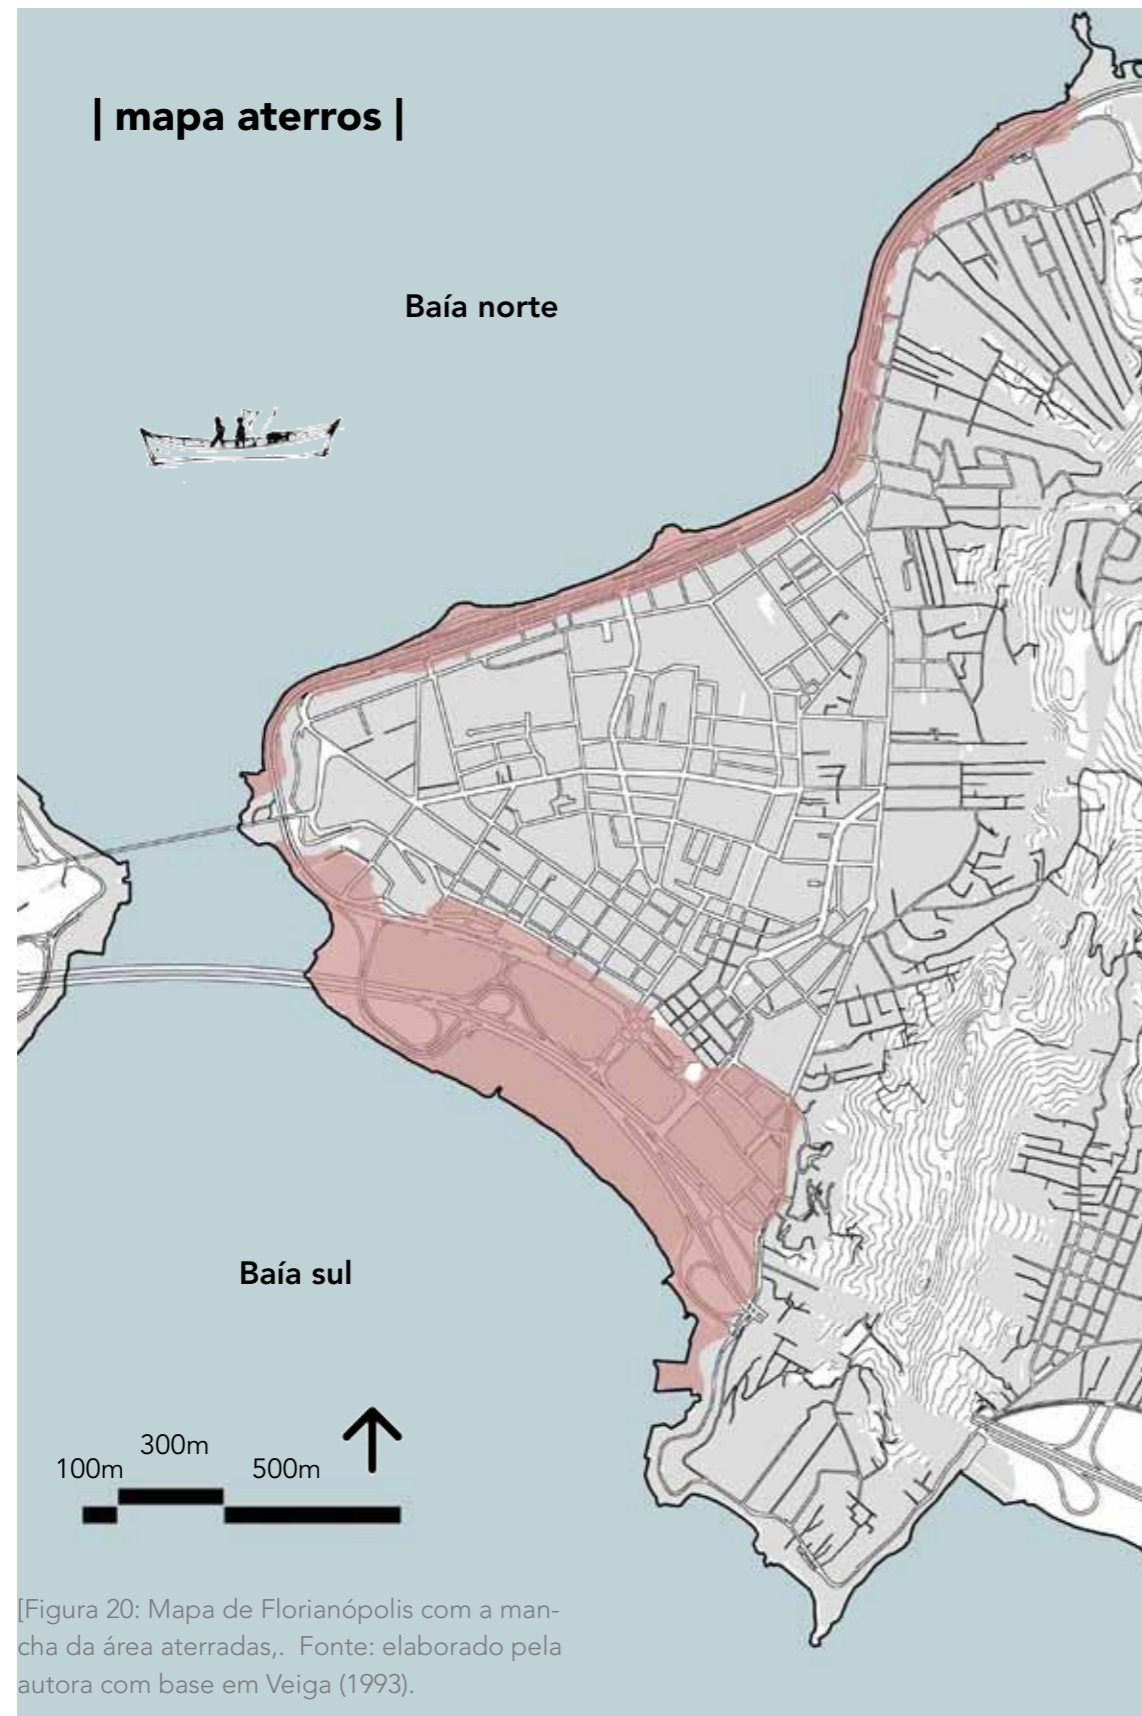 | mapa aterros |
Baía norte
Baía sul
300m
100m
500m
[Figura 20: Mapa de Florianópolis com a man-
cha da área aterradas,.  Fonte: elaborado pela
autora com base em Veiga (1993).